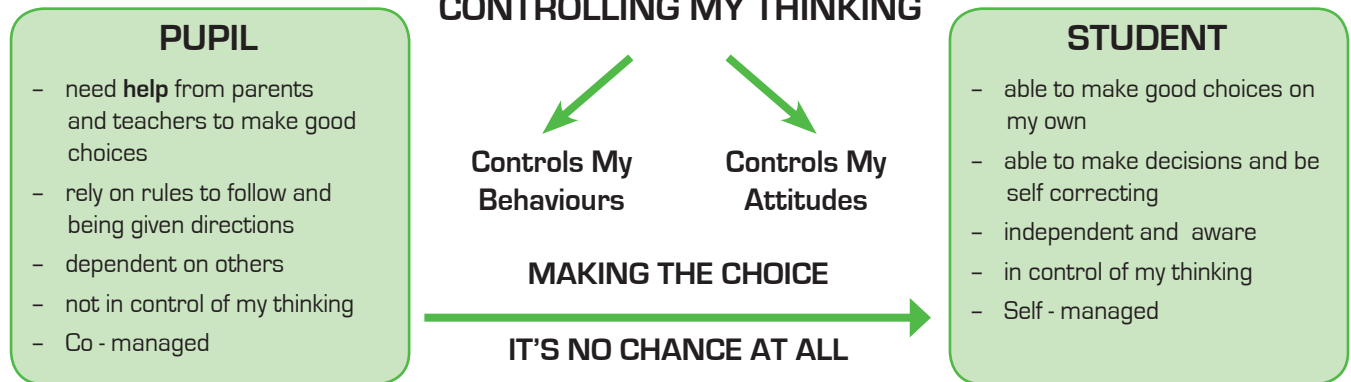 PUPIL
– need help from parents
and teachers to make good
choices
– rely on rules to follow and
being given directions
– dependent on others
– not in control of my thinking
– Co - managed
CONTROLLING MY THINKING
Controls My
Behaviours
Controls My
Attitudes
MAKING THE CHOICE
IT'S NO CHANCE AT ALL
STUDENT
– able to make good choices on
my own
– able to make decisions and be
self correcting
– independent and aware
– in control of my thinking
– Self - managed